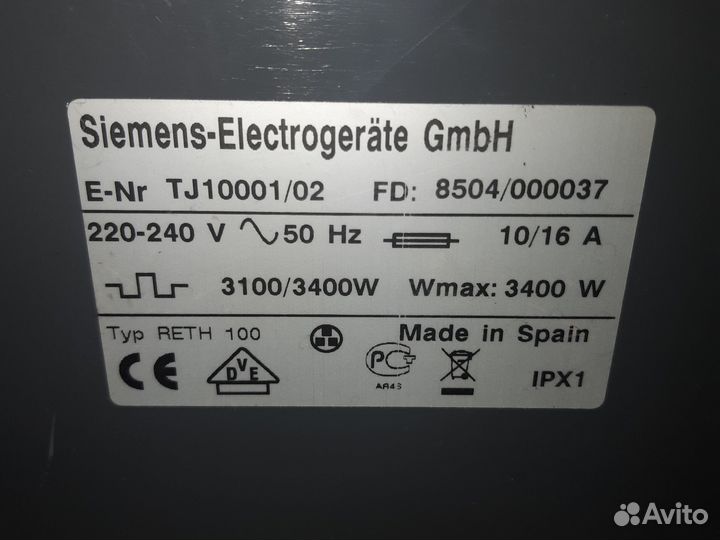 Siemens-Electrogeräte GmbH
E-Nr TJ10001/02 FD: 8504/000037
220-240 V 50 Hz 10/16 A
3100/3400W Wmax: 3400 W
Typ RETH 100 Made in Spain
CE DVE PC AA46 IPX1
Avito